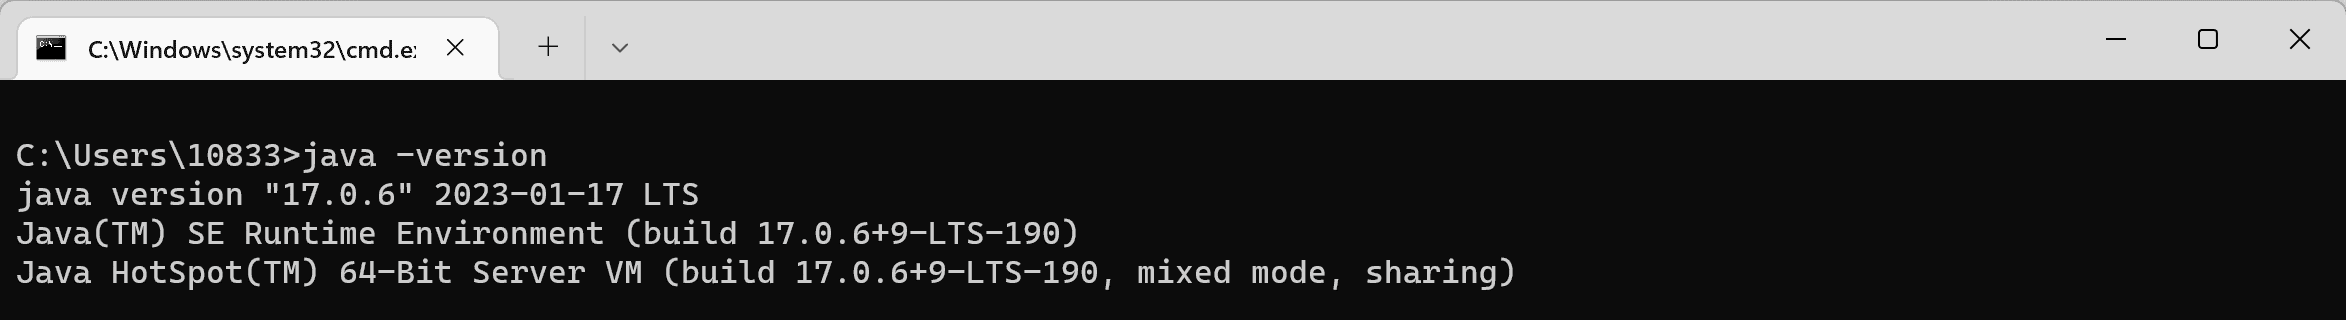 C:\Windows\system32\cmd.e
C:\Users\10833>java -version
java version "17.0.6" 2023-01-17 LTS
Java(TM) SE Runtime Environment (build 17.0.6+9-LTS-190)
Java HotSpot(TM) 64-Bit Server VM (build 17.0.6+9-LTS-190, mixed mode, sharing)